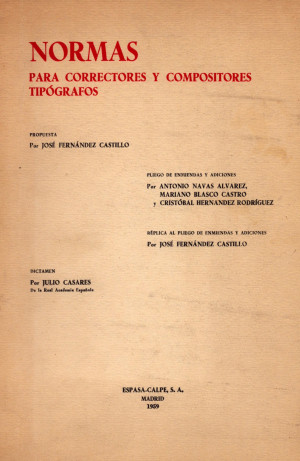 NORMAS
PARA CORRECTORES Y COMPOSITORES
TIPÓGRAFOS
PROPUESTA
Por JOSÉ FERNÁNDEZ CASTILLO
PLIEGO DE ENMIENDAS Y ADICIONES
Por ANTONIO NAVAS ALVAREZ,
MARIANO BLASCO CASTRO
y CRISTÓBAL HERNANDEZ RODRÍGUEZ
RÉPLICA AL PLIEGO DE ENMIENDAS Y ADICIONES
Por JOSÉ FERNÁNDEZ CASTILLO
DICTAMEN
Por JULIO CASARES
De la Real Academia Española
ESPASA-CALPE, S. A.
MADRID
1959